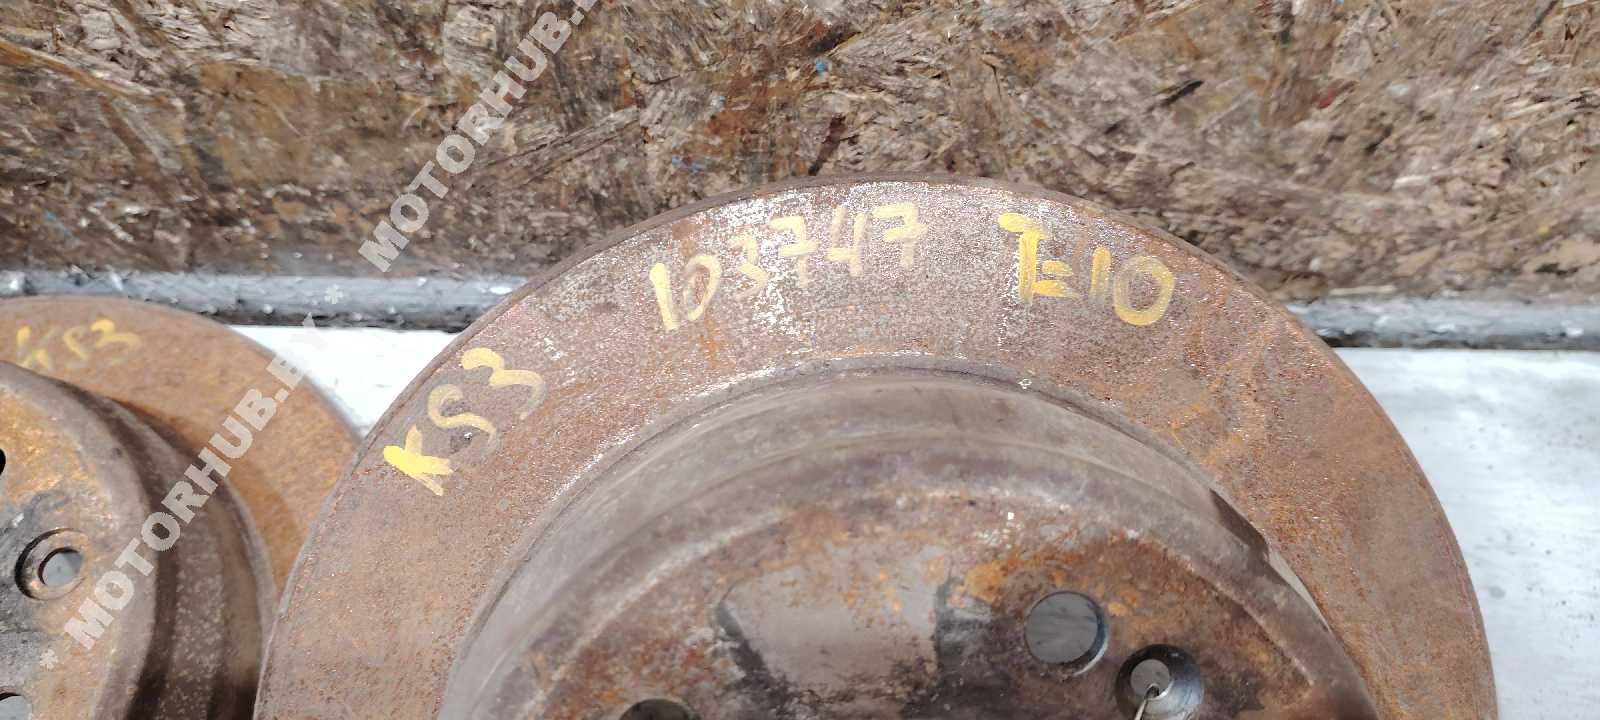 KS3
KS3 103747 T=10
* MOTORHUB.BY *
MOTORHUB.BY